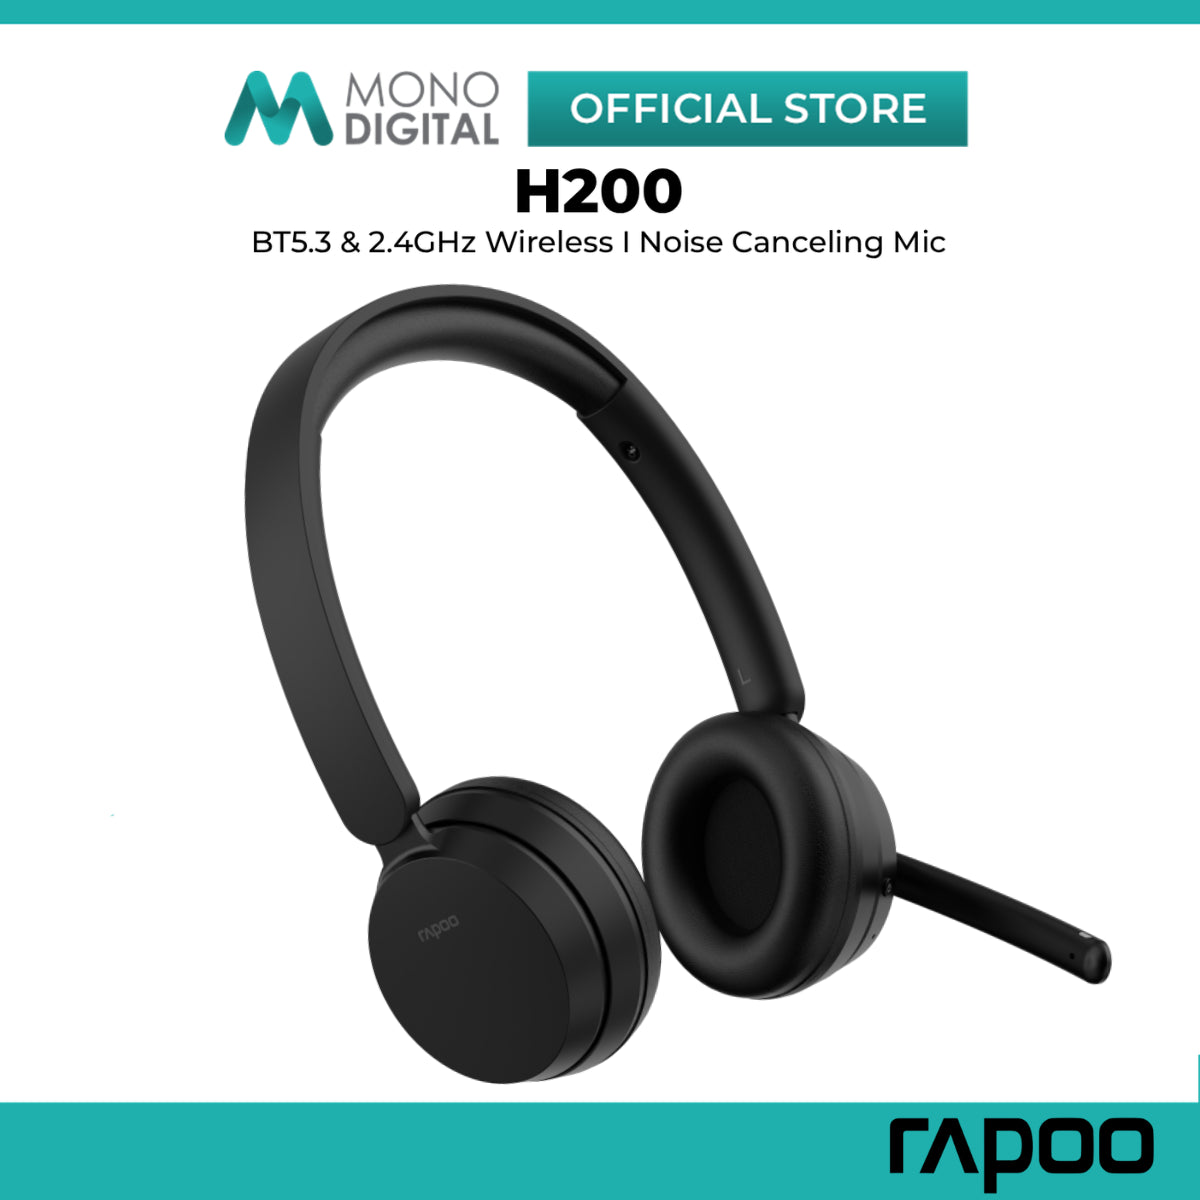 MONO
DIGITAL
OFFICIAL STORE
H200
BT5.3 & 2.4GHz Wireless I Noise Canceling Mic
L
rapoo
rapoo